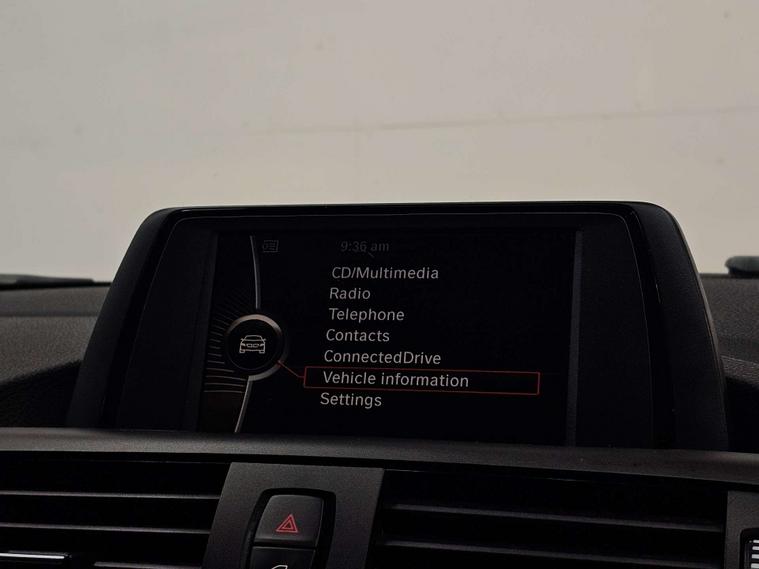 9:36 am
CD/Multimedia
Radio
Telephone
Contacts
ConnectedDrive
Vehicle information
Settings